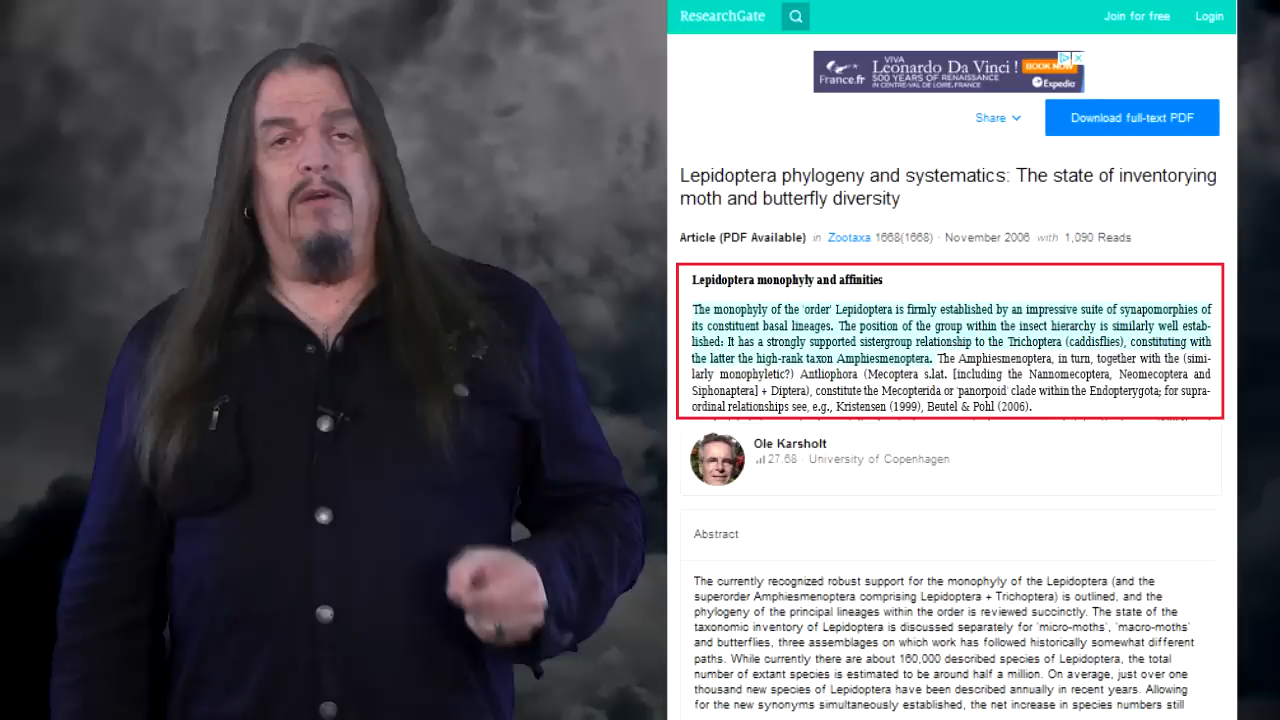 ResearchGate
Join for free
Login
VIVA
Leonardo Da Vinci !
500 YEARS OF RENAISSANCE
IN CENTRE-VAL DE LOIRE, FRANCE
France.fr
BOOK NOW
Expedia
Share
Download full-text PDF
Lepidoptera phylogeny and systematics: The state of inventorying
moth and butterfly diversity
Article (PDF Available) in Zootaxa 1668(1668) · November 2006 with 1,090 Reads
Lepidoptera monophyly and affinities
The monophyly of the 'order' Lepidoptera is firmly established by an impressive suite of synapomorphies of
its constituent basal lineages. The position of the group within the insect hierarchy is similarly well estab-
lished: It has a strongly supported sistergroup relationship to the Trichoptera (caddisflies), constituting with
the latter the high-rank taxon Amphiesmenoptera. The Amphiesmenoptera, in turn, together with the (simi-
larly monophyletic?) Antliophora (Mecoptera s.lat. [including the Nannomecoptera, Neomecoptera and
Siphonaptera] + Diptera), constitute the Mecopterida or 'panorpoid' clade within the Endopterygota; for supra-
ordinal relationships see, e.g., Kristensen (1999), Beutel & Pohl (2006).
Ole Karsholt
27.68 · University of Copenhagen
Abstract
The currently recognized robust support for the monophyly of the Lepidoptera (and the
superorder Amphiesmenoptera comprising Lepidoptera + Trichoptera) is outlined, and the
phylogeny of the principal lineages within the order is reviewed succinctly. The state of the
taxonomic inventory of Lepidoptera is discussed separately for 'micro-moths', 'macro-moths'
and butterflies, three assemblages on which work has followed historically somewhat different
paths. While currently there are about 160,000 described species of Lepidoptera, the total
number of extant species is estimated to be around half a million. On average, just over one
thousand new species of Lepidoptera have been described annually in recent years. Allowing
for the new synonyms simultaneously established, the net increase in species numbers still